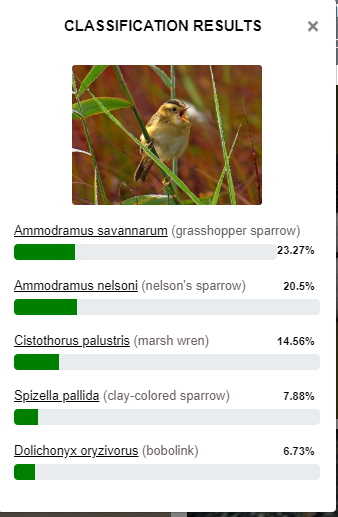 CLASSIFICATION RESULTS ×
Ammodramus savannarum (grasshopper sparrow)
23.27%
Ammodramus nelsoni (nelson's sparrow) 20.5%
Cistothorus palustris (marsh wren) 14.56%
Spizella pallida (clay-colored sparrow) 7.88%
Dolichonyx oryzivorus (bobolink) 6.73%